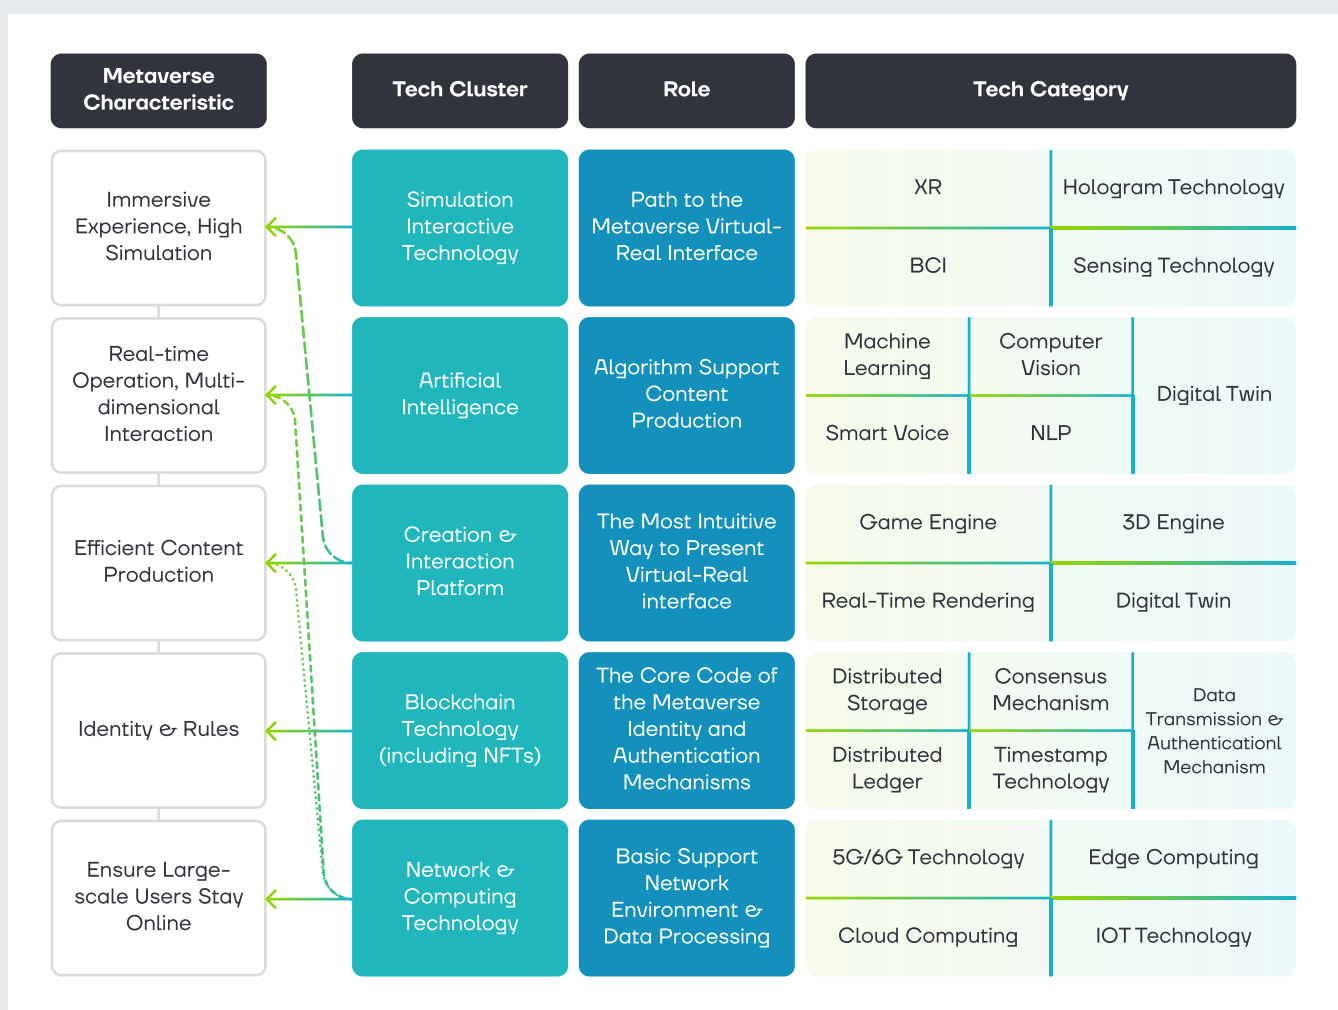 Metaverse
Characteristic
Tech Cluster
Role
Tech Category
Immersive
Experience, High
Simulation
Simulation
Interactive
Technology
Path to the
Metaverse Virtual-
Real Interface
XR
Hologram Technology
BCI
Sensing Technology
Real-time
Operation, Multi-
dimensional
Interaction
Artificial
Intelligence
Algorithm Support
Content
Production
Machine
Learning
Computer
Vision
Smart Voice
NLP
Digital Twin
Efficient Content
Production
Creation &
Interaction
Platform
The Most Intuitive
Way to Present
Virtual-Real
interface
Game Engine
3D Engine
Real-Time Rendering
Digital Twin
Identity & Rules
Blockchain
Technology
(including NFTs)
The Core Code of
the Metaverse
Identity and
Authentication
Mechanisms
Distributed
Storage
Consensus
Mechanism
Distributed
Ledger
Timestamp
Technology
Data
Transmission &
Authenticationl
Mechanism
Ensure Large-
scale Users Stay
Online
Network &
Computing
Technology
Basic Support
Network
Environment &
Data Processing
5G/6G Technology
Edge Computing
Cloud Computing
IOT Technology